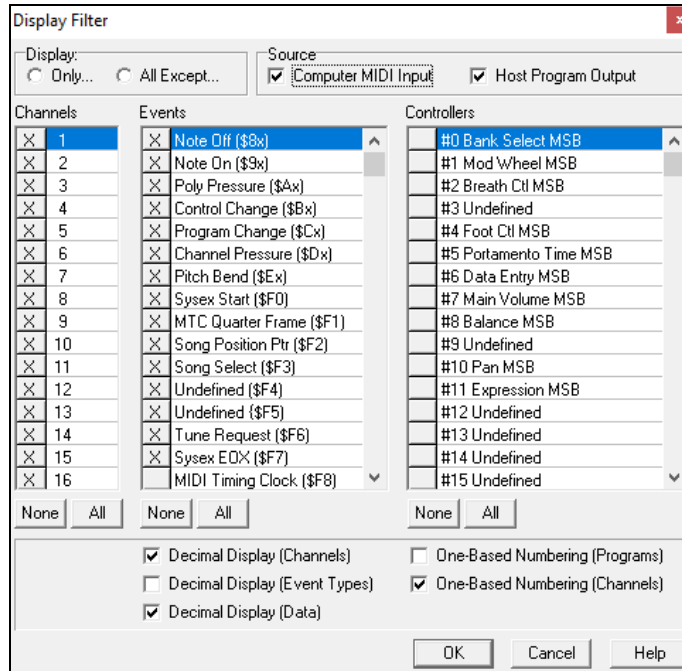 Display Filter x
Display: Source
Only... All Except... Computer MIDI Input Host Program Output
Channels Events Controllers
X 1 X Note Off ($8x) #0 Bank Select MSB
X 2 X Note On ($9x) #1 Mod Wheel MSB
X 3 X Poly Pressure ($Ax) #2 Breath Ctl MSB
X 4 X Control Change ($Bx) #3 Undefined
X 5 X Program Change ($Cx) #4 Foot Ctl MSB
X 6 X Channel Pressure ($Dx) #5 Portamento Time MSB
X 7 X Pitch Bend ($Ex) #6 Data Entry MSB
X 8 X Sysex Start ($F0) #7 Main Volume MSB
X 9 X MTC Quarter Frame ($F1) #8 Balance MSB
X 10 X Song Position Ptr ($F2) #9 Undefined
X 11 X Song Select ($F3) #10 Pan MSB
X 12 X Undefined ($F4) #11 Expression MSB
X 13 X Undefined {$F5) #12 Undefined
X 14 X Tune Request ($F6) #13 Undefined
X 15 X Sysex EOX ($F7) #14 Undefined
X 16 MIDI Timing Clock ($F8) #15 Undefined
None All None All None All
Decimal Display (Channels) One-Based Numbering (Programs)
Decimal Display (Event Types) One-Based Numbering (Channels)
Decimal Display (Data)
OK Cancel Help